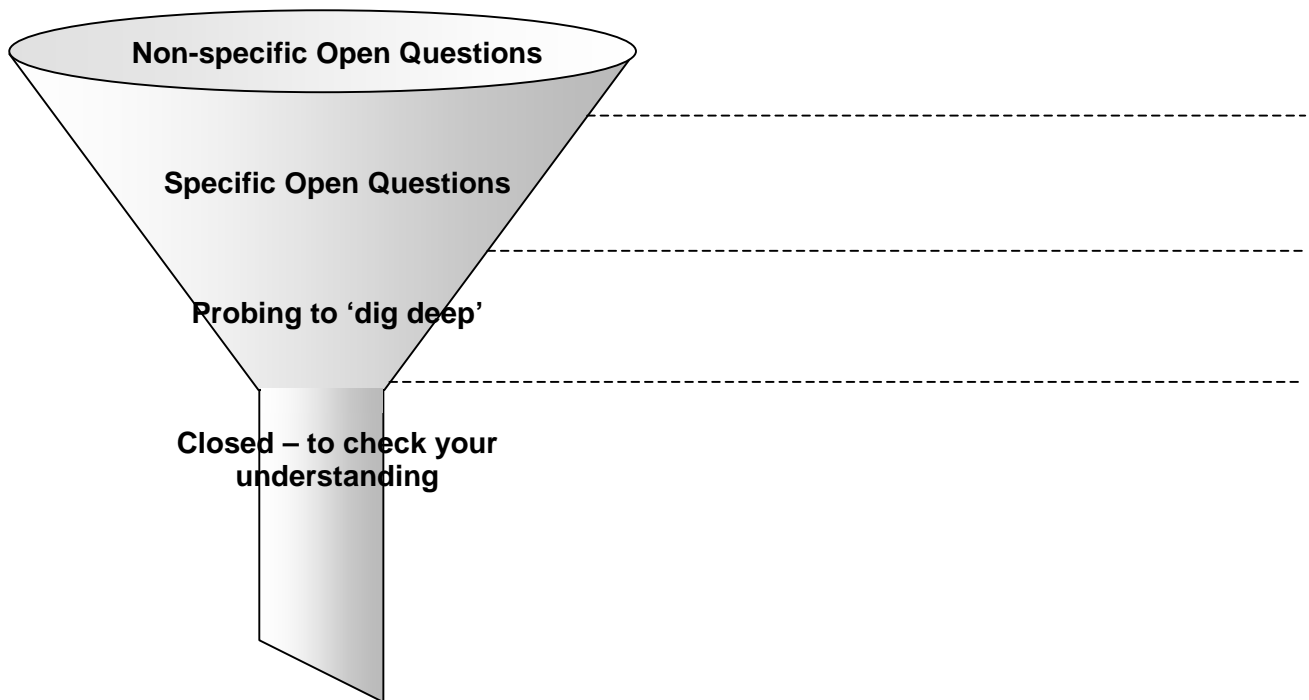 Non-specific Open Questions
Specific Open Questions
Probing to ‘dig deep’
Closed – to check your
understanding